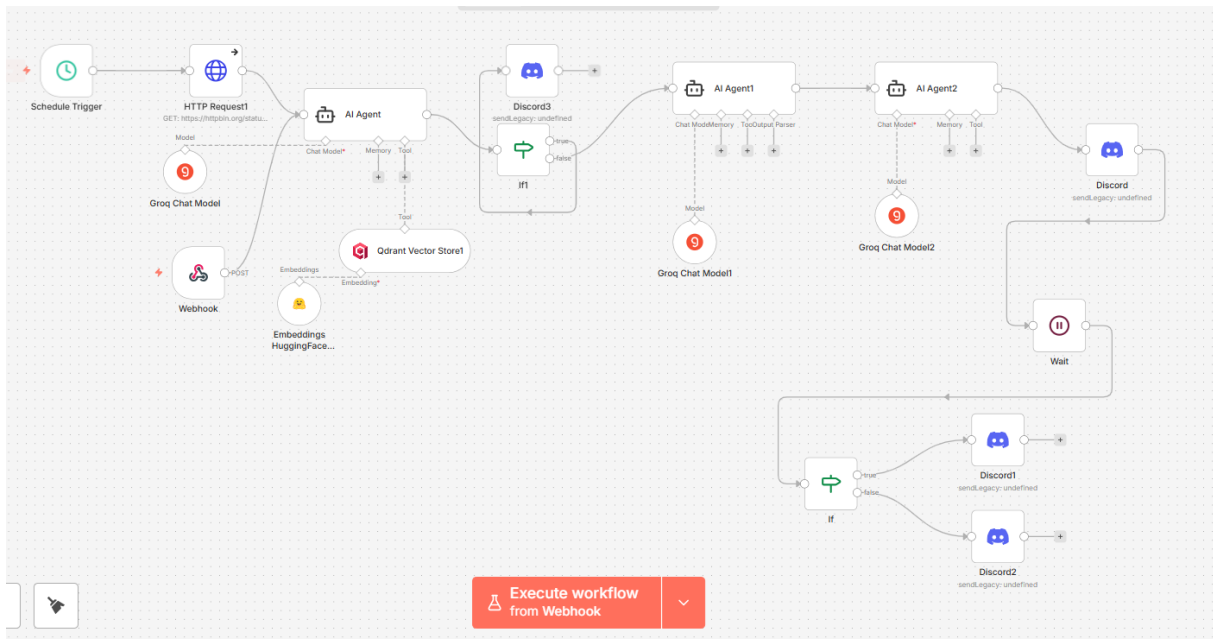 Schedule Trigger
HTTP Request1
GET: https://httpbin.org/statu...
Model
Groq Chat Model
AI Agent
Chat Model*
Memory
Tool
Tool
Qdrant Vector Store1
Embeddings
Embedding*
Embeddings
HuggingFace...
POST
Webhook
Discord3
sendLegacy: undefined
true
false
If1
AI Agent1
Chat Model
Memory
Tool
Output Parser
Model
Groq Chat Model1
AI Agent2
Chat Model*
Memory
Tool
Model
Groq Chat Model2
Discord
sendLegacy: undefined
Wait
true
false
If
Discord1
sendLegacy: undefined
Discord2
sendLegacy: undefined
Execute workflow
from Webhook